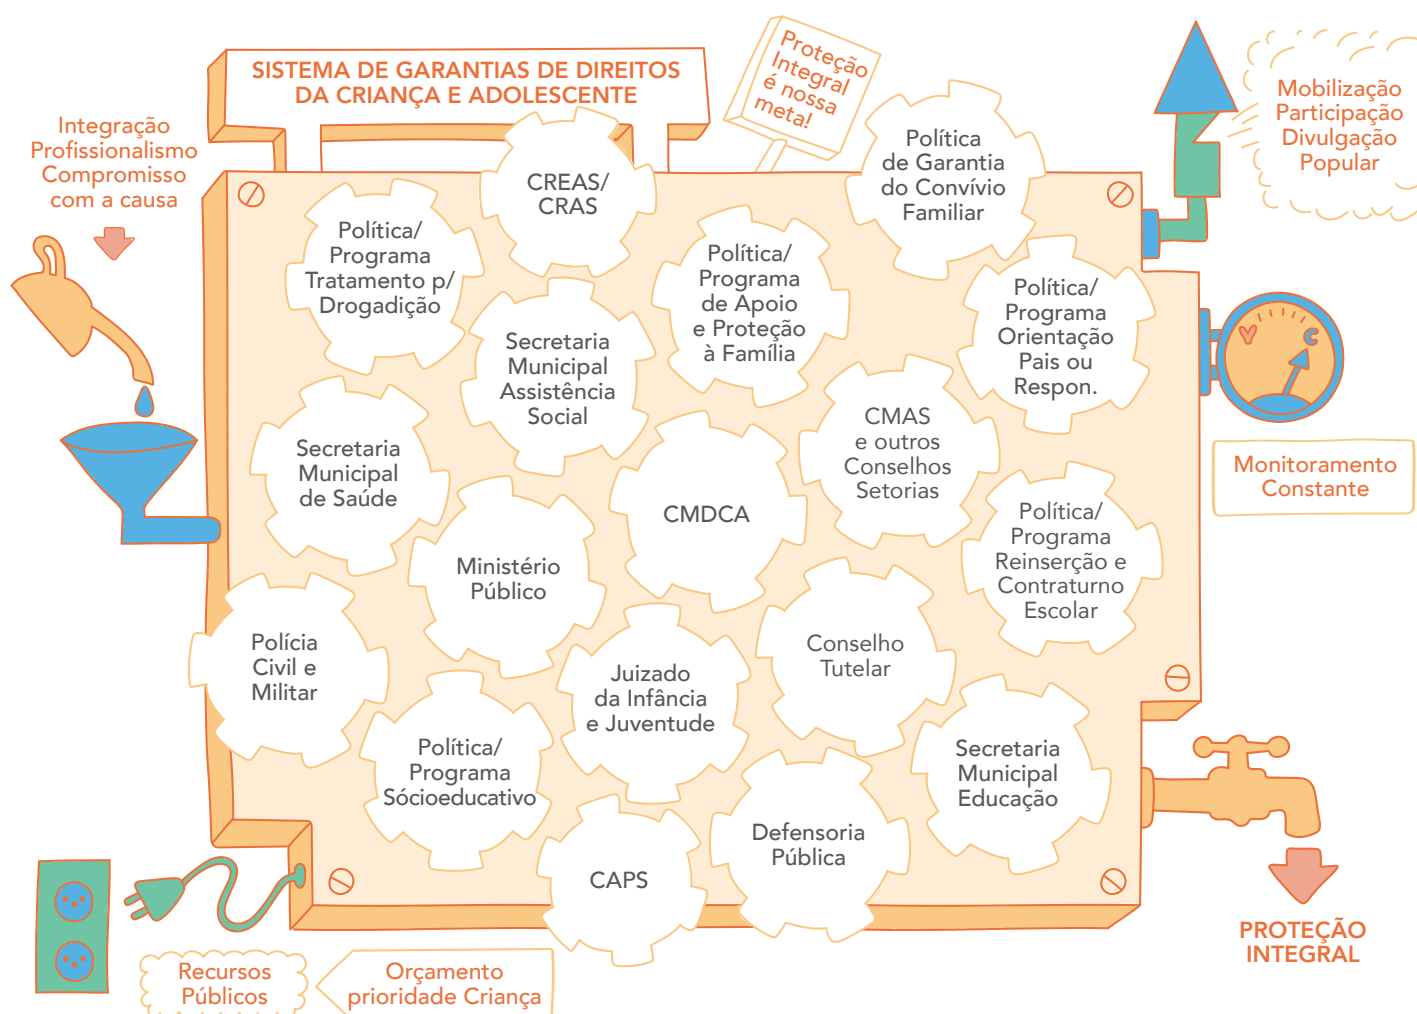 SISTEMA DE GARANTIAS DE DIREITOS
DA CRIANÇA E ADOLESCENTE
Proteção
Integral
é nossa
meta!
Mobilização
Participação
Divulgação
Popular
Integração
Profissionalismo
Compromisso
com a causa
CREAS/
CRAS
Política
de Garantia
do Convívio
Familiar
Política/
Programa
Tratamento p/
Drogadição
Política/
Programa
de Apoio
e Proteção
à Família
Política/
Programa
Orientação
Pais ou
Respon.
Secretaria
Municipal
Assistência
Social
V
C
CMAS
e outros
Conselhos
Setorias
Secretaria
Municipal
de Saúde
Monitoramento
Constante
CMDCA
Política/
Programa
Reinserção e
Contraturno
Escolar
Ministério
Público
Polícia
Civil e
Militar
Conselho
Tutelar
Juizado
da Infância
e Juventude
Política/
Programa
Sócioeducativo
Secretaria
Municipal
Educação
Defensoria
Pública
CAPS
PROTEÇÃO
INTEGRAL
Recursos
Públicos
Orçamento
prioridade Criança